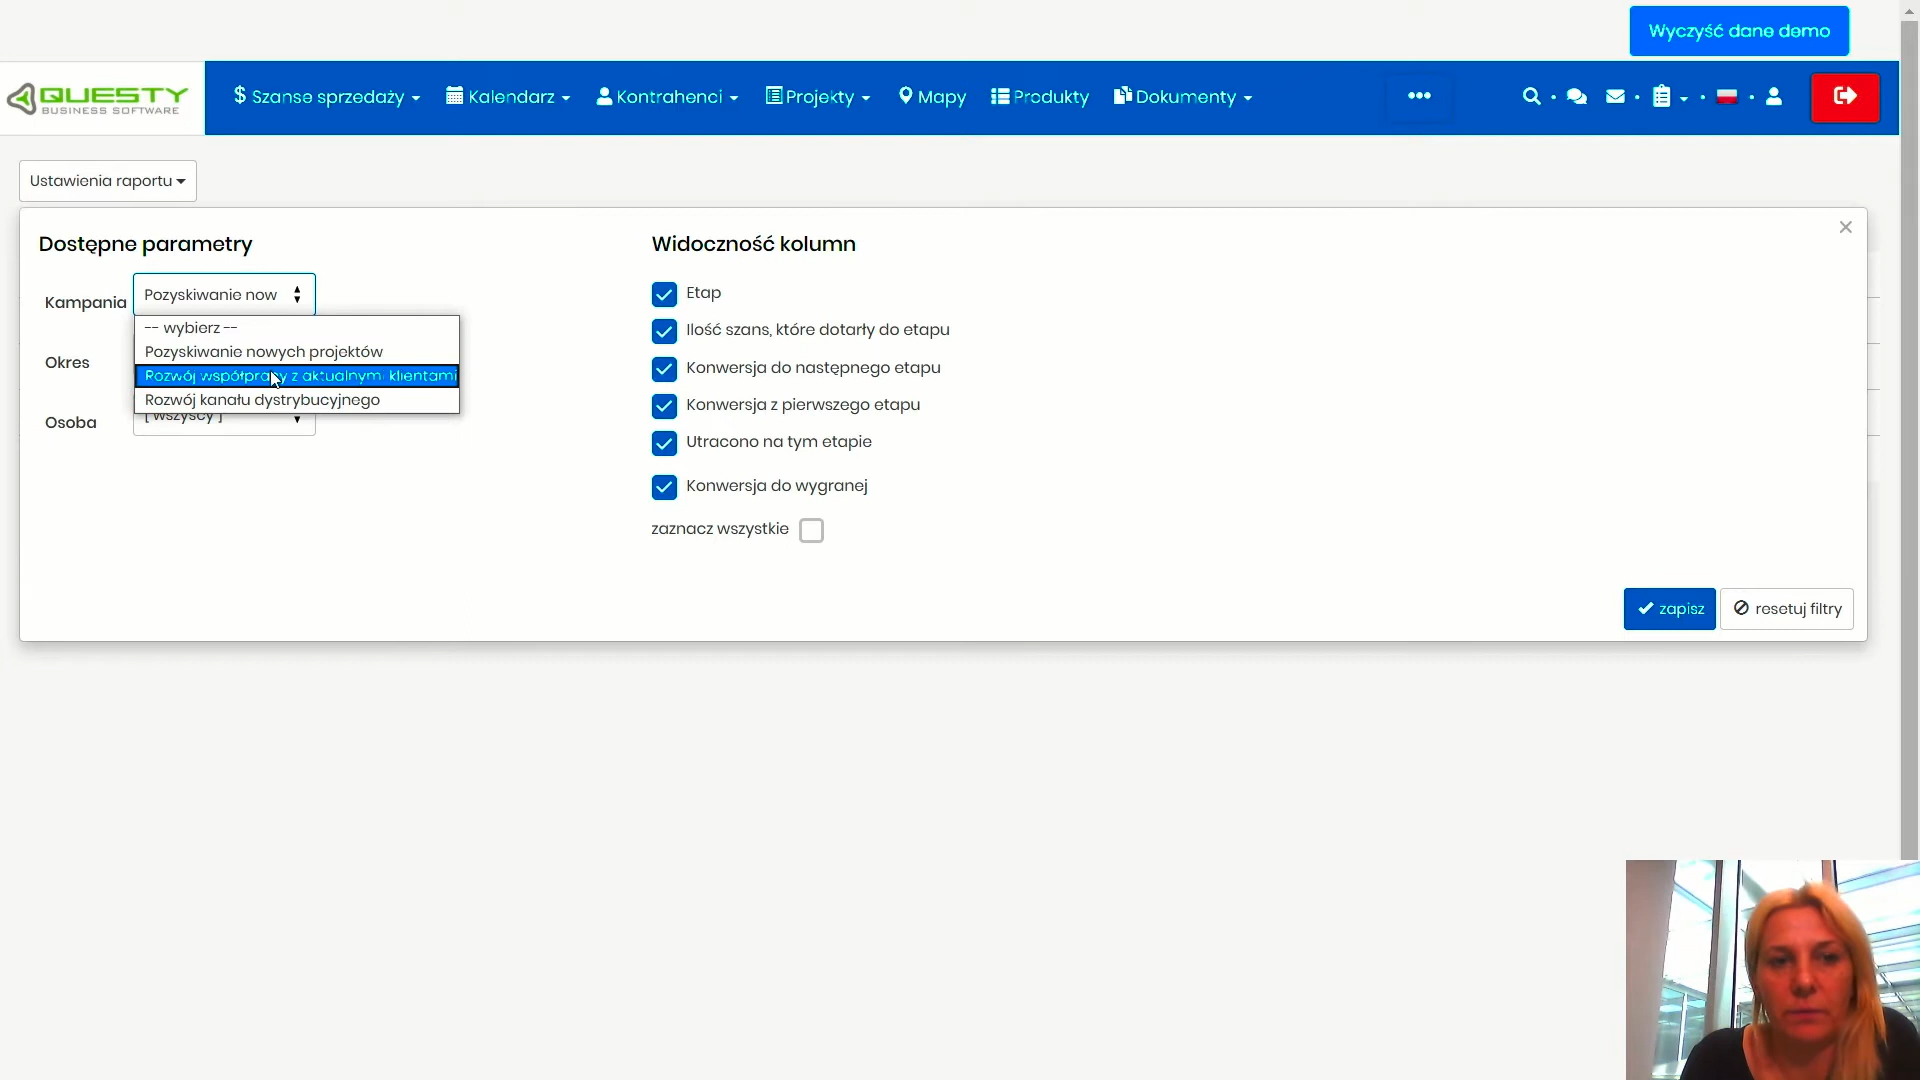 Wyczyść dane demo
QUESTY
BUSINESS SOFTWARE
Szanse sprzedaży
Kalendarz
Kontrahenci
Projekty
Mapy
Produkty
Dokumenty
Ustawienia raportu
Dostępne parametry
Kampania
Pozyskiwanie now
-- wybierz --
Pozyskiwanie nowych projektów
Rozwój współpracy z aktualnymi klientami
Rozwój kanału dystrybucyjnego
Okres
Osoba
[ wszyscy ]
Widoczność kolumn
Etap
Ilość szans, które dotarły do etapu
Konwersja do następnego etapu
Konwersja z pierwszego etapu
Utracono na tym etapie
Konwersja do wygranej
zaznacz wszystkie
zapisz
resetuj filtry